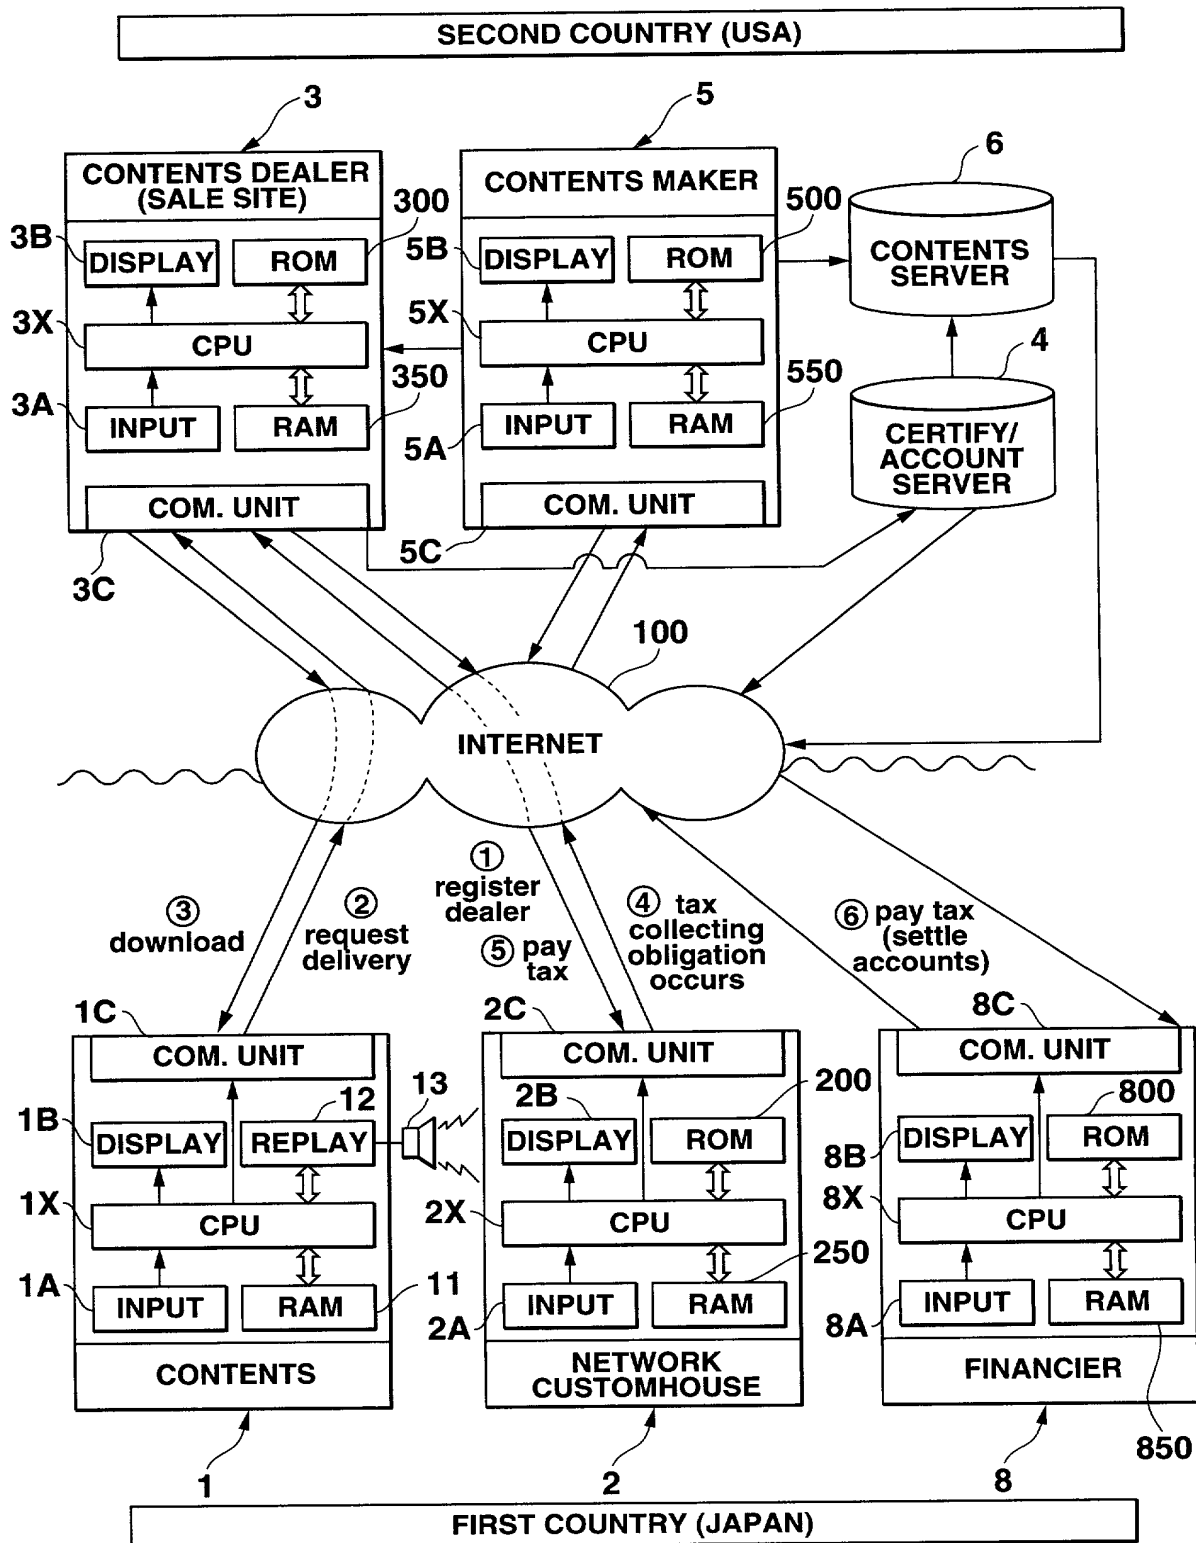 SECOND COUNTRY (USA)
3
5
6
CONTENTS DEALER
(SALE SITE)
300
3B
DISPLAY
ROM
3X
CPU
350
3A
INPUT
RAM
COM. UNIT
3C
CONTENTS MAKER
500
5B
DISPLAY
ROM
5X
CPU
550
5A
INPUT
RAM
COM. UNIT
5C
CONTENTS
SERVER
4
CERTIFY/
ACCOUNT
SERVER
100
INTERNET
③
download
②
request
delivery
①
register
dealer
⑤ pay
tax
④ tax
collecting
obligation
occurs
⑥ pay tax
(settle
accounts)
1C
COM. UNIT
12
13
1B
DISPLAY
REPLAY
1X
CPU
1A
INPUT
RAM
11
CONTENTS
1
2C
COM. UNIT
2B
200
DISPLAY
ROM
2X
CPU
250
2A
INPUT
RAM
NETWORK
CUSTOMHOUSE
2
8C
COM. UNIT
800
8B
DISPLAY
ROM
8X
CPU
8A
INPUT
RAM
FINANCIER
850
8
FIRST COUNTRY (JAPAN)